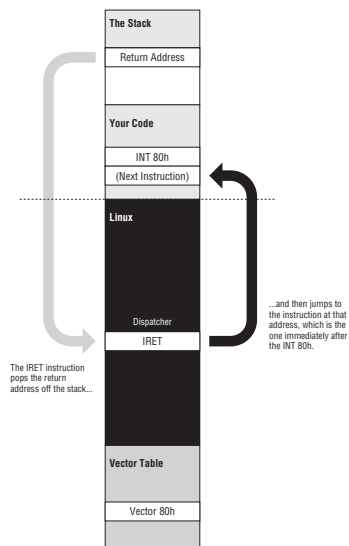 The Stack
Return Address
Your Code
INT 80h
(Next Instruction)
Linux
Dispatcher
IRET
...and then jumps to
the instruction at that
address, which is the
one immediately after
the INT 80h.
The IRET instruction
pops the return
address off the stack...
Vector Table
Vector 80h